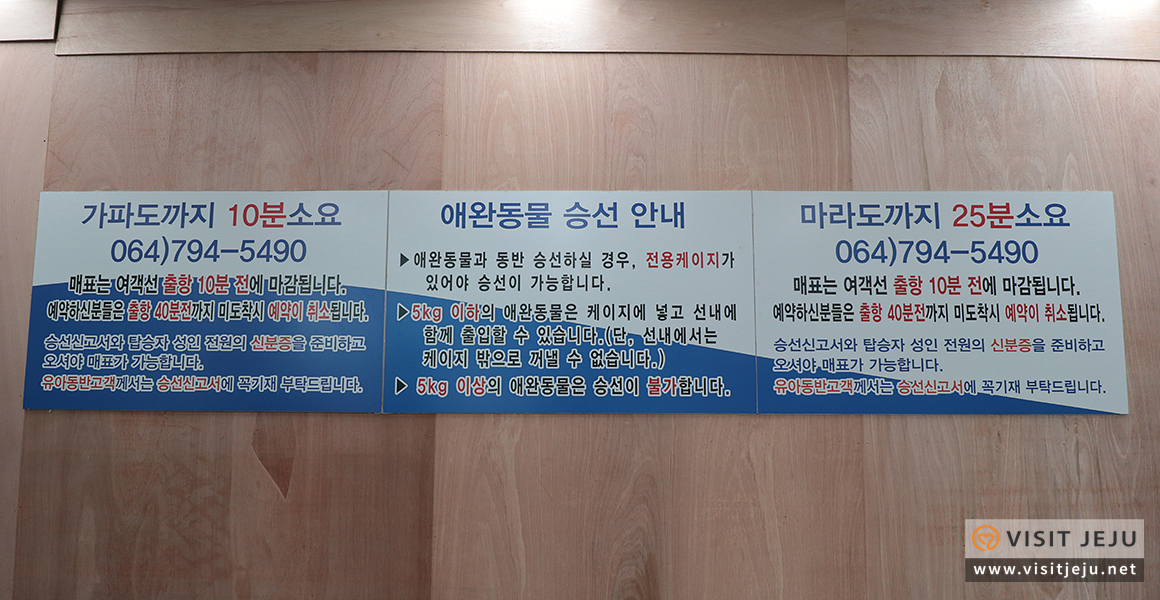 가파도까지 10분소요
064)794-5490
매표는 여객선 출항 10분 전에 마감됩니다.
예약하신분들은 출항 40분전까지 미도착시 예약이 취소됩니다.
승선신고서와 탑승자 성인 전원의 신분증을 준비하고
오셔야 매표가 가능합니다.
유아동반고객께서는 승선신고서에 꼭기재 부탁드립니다.
애완동물 승선 안내
▶애완동물과 동반 승선하실 경우, 전용케이지가
있어야 승선이 가능합니다.
▶5kg 이하의 애완동물은 케이지에 넣고 선내에
함께 출입할 수 있습니다.(단, 선내에서는
케이지 밖으로 꺼낼 수 없습니다.)
▶ 5kg 이상의 애완동물은 승선이 불가합니다.
마라도까지 25분소요
064)794-5490
매표는 여객선 출항 10분 전에 마감됩니다.
예약하신분들은 출항 40분전까지 미도착시 예약이 취소됩니다.
승선신고서와 탑승자 성인 전원의 신분증을 준비하고
오셔야 매표가 가능합니다.
유아동반고객께서는 승선신고서에 꼭기재 부탁드립니다.
VISIT JEJU
www.visitjeju.net